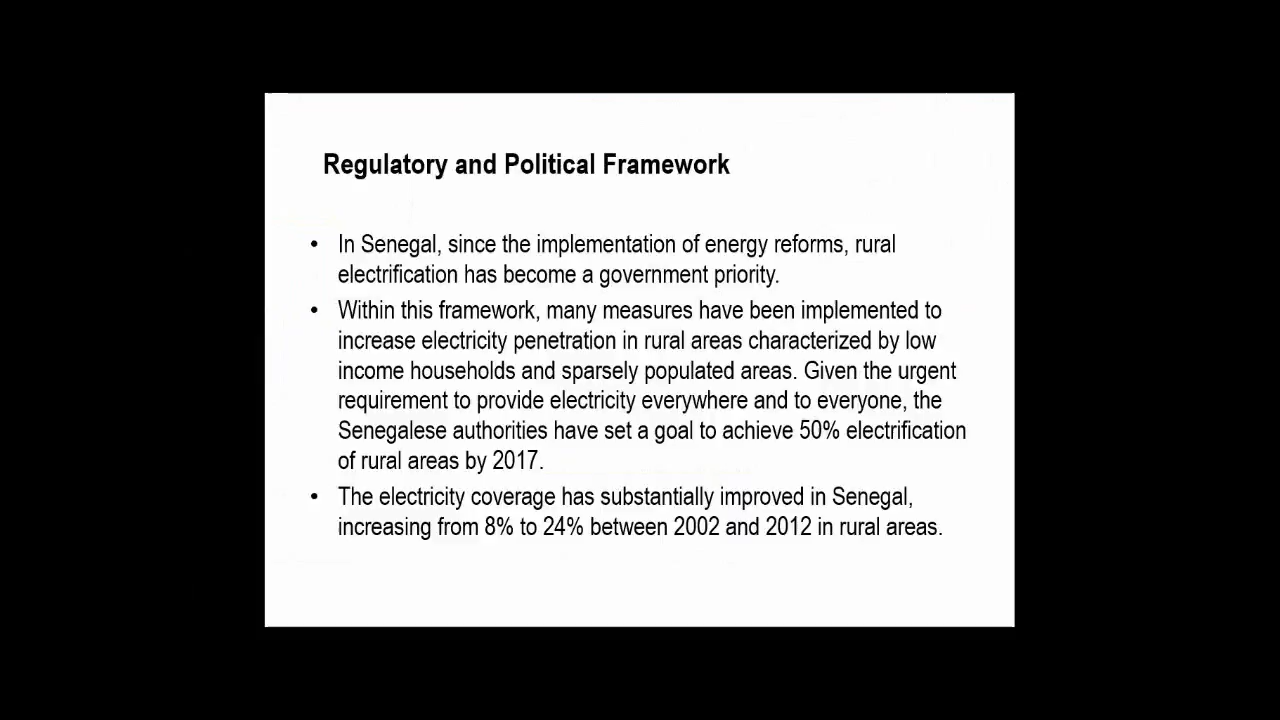 Regulatory and Political Framework
• In Senegal, since the implementation of energy reforms, rural
electrification has become a government priority.
• Within this framework, many measures have been implemented to
increase electricity penetration in rural areas characterized by low
income households and sparsely populated areas. Given the urgent
requirement to provide electricity everywhere and to everyone, the
Senegalese authorities have set a goal to achieve 50% electrification
of rural areas by 2017.
• The electricity coverage has substantially improved in Senegal,
increasing from 8% to 24% between 2002 and 2012 in rural areas.